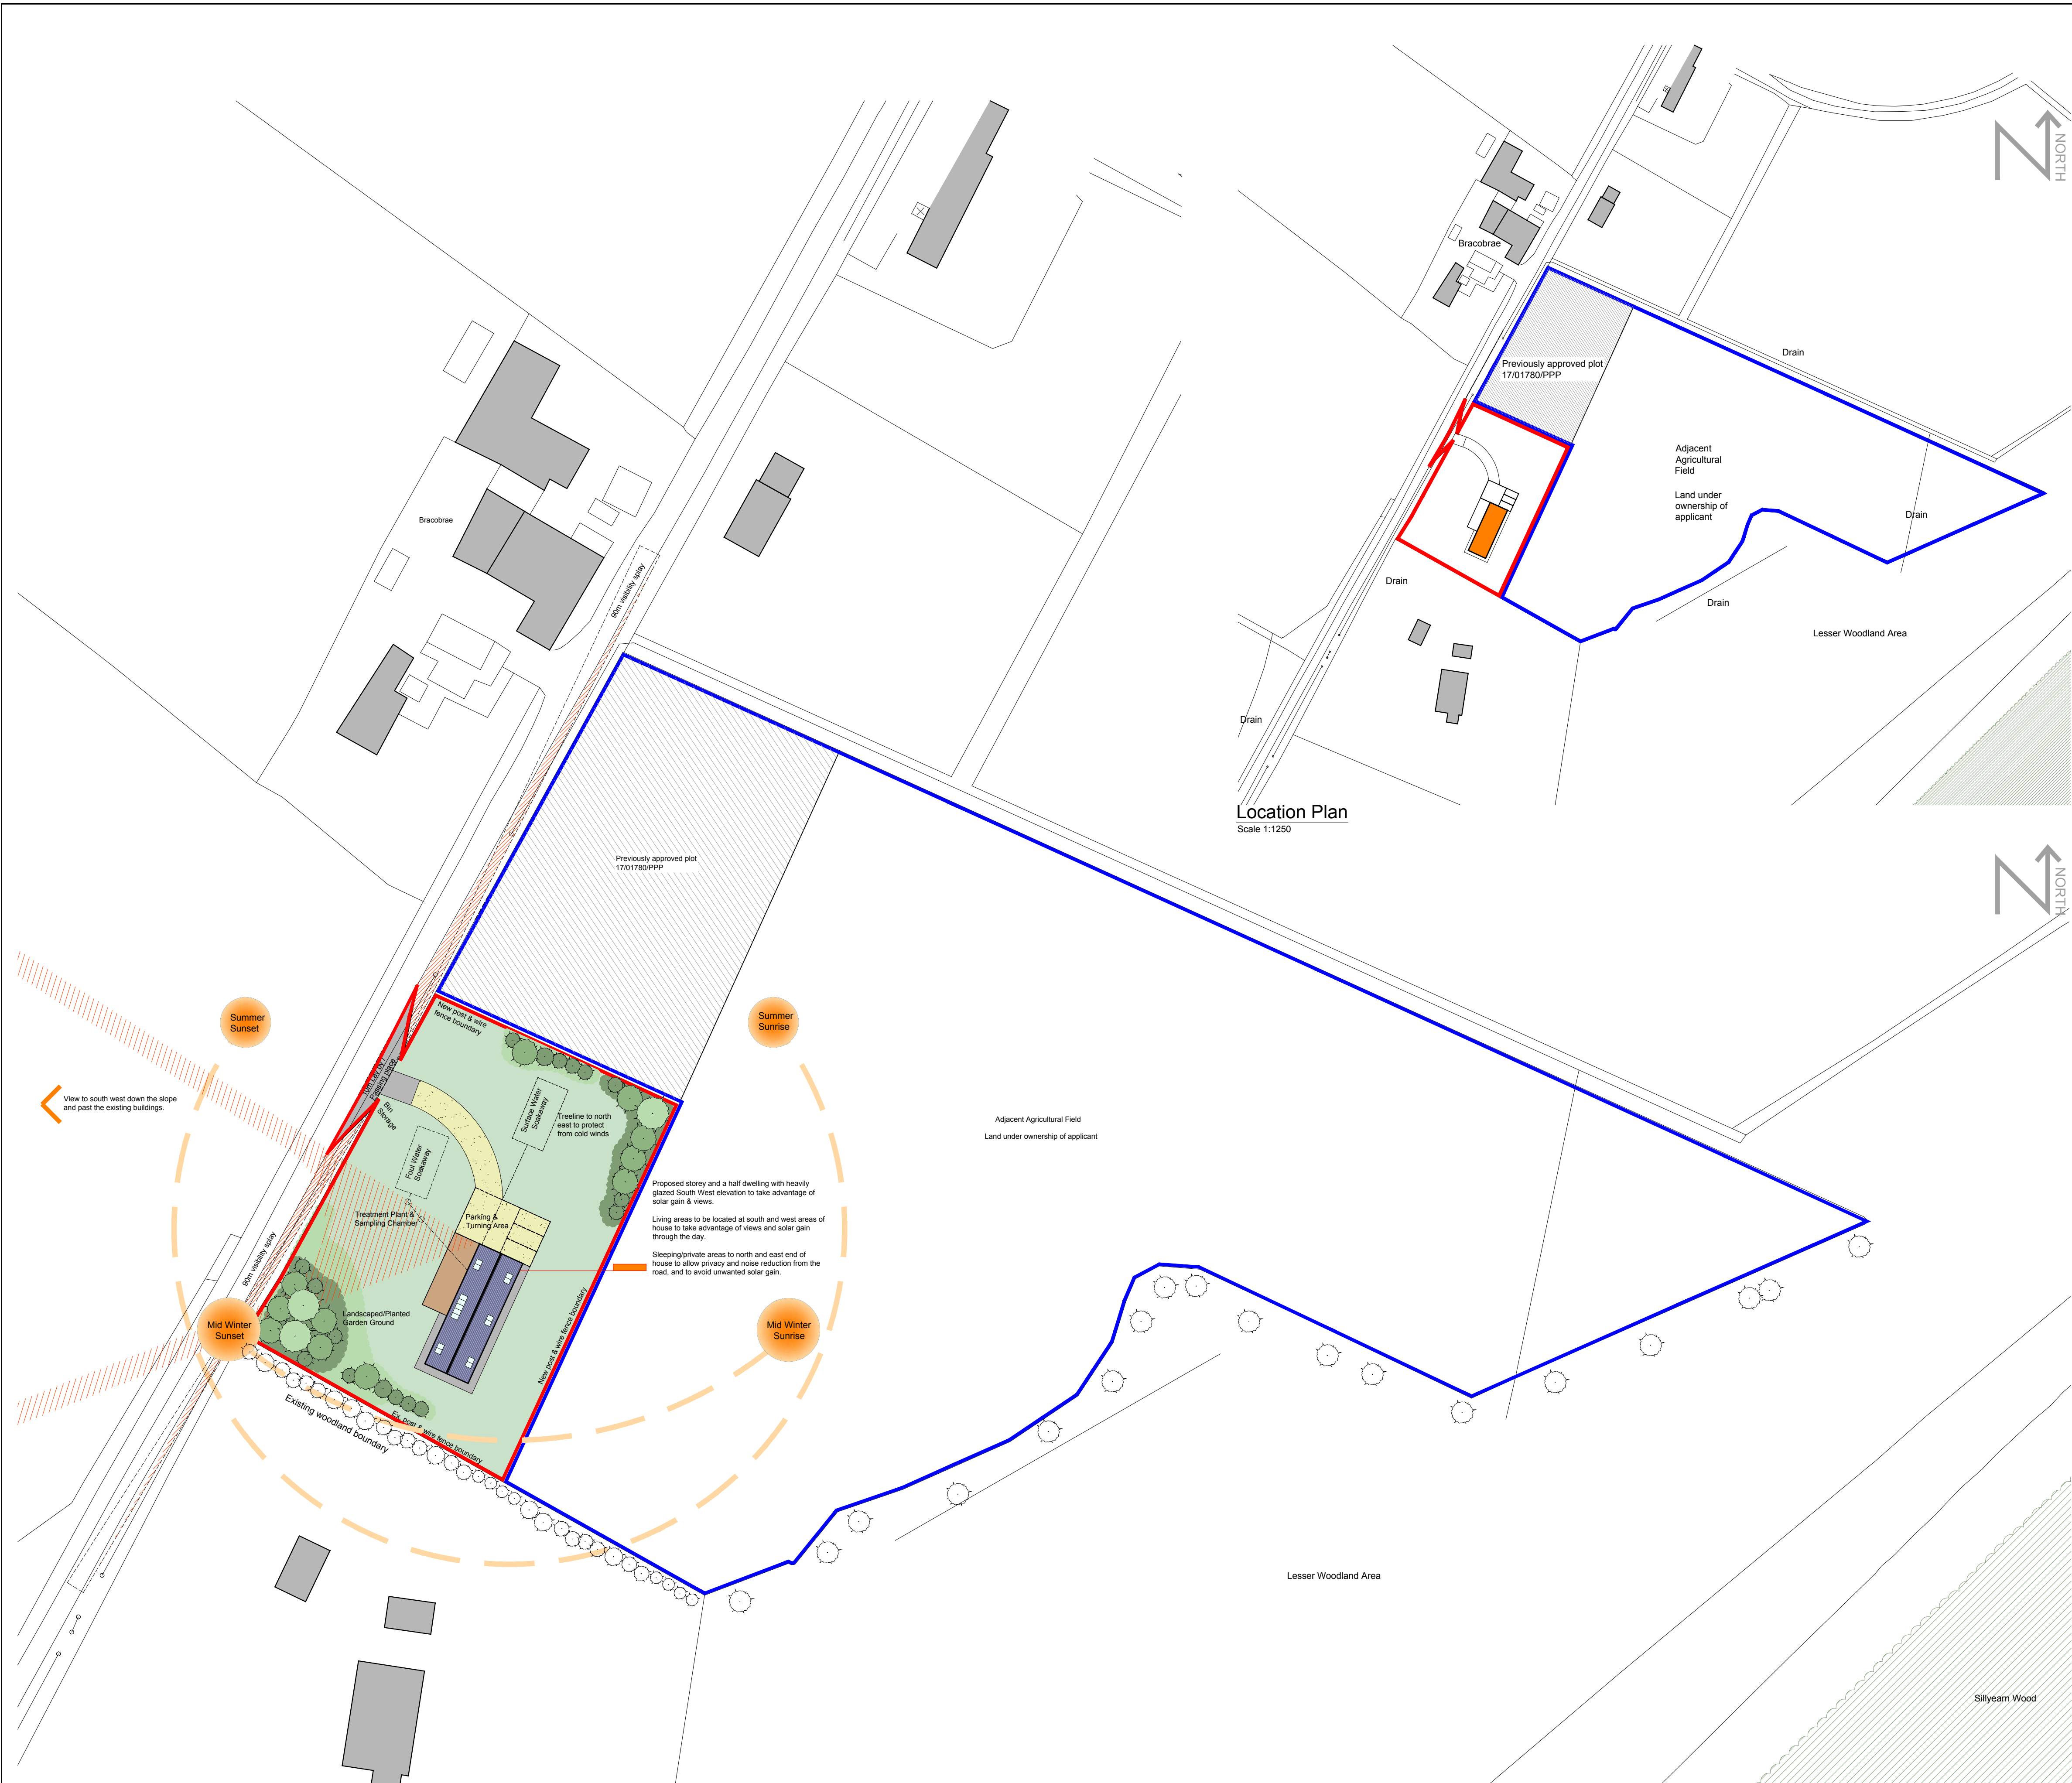 Bracobrae
90m visibility splay
Previously approved plot
17/01780/PPP
Summer
Sunset
Summer
Sunrise
View to south west down the slope
and past the existing buildings.
New post & wire
fence boundary
Passing place
Bin
Storage
Surface Water
Soakaway
Treeline to north
east to protect
from cold winds
Foul Water
Soakaway
Treatment Plant &
Sampling Chamber
Parking &
Turning Area
Proposed storey and a half dwelling with heavily
glazed South West elevation to take advantage of
solar gain & views.
Living areas to be located at south and west areas of
house to take advantage of views and solar gain
through the day.
Sleeping/private areas to north and east end of
house to allow privacy and noise reduction from the
road, and to avoid unwanted solar gain.
90m visibility splay
Mid Winter
Sunset
Mid Winter
Sunrise
Landscaped/Planted
Garden Ground
New post & wire fence boundary
Ex. post &
wire fence boundary
Existing woodland boundary
Adjacent Agricultural Field
Land under ownership of applicant
Lesser Woodland Area
Sillyearn Wood
NORTH
Bracobrae
Previously approved plot
17/01780/PPP
Drain
Adjacent
Agricultural
Field
Land under
ownership of
applicant
Drain
Drain
Drain
Lesser Woodland Area
Drain
Location Plan
Scale 1:1250
NORTH